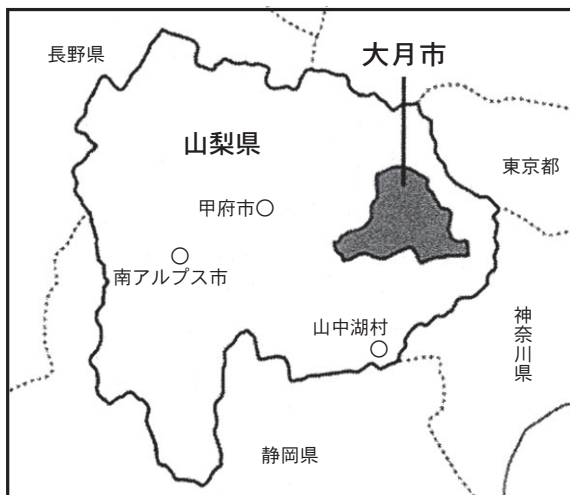 長野県
大月市
山梨県
東京都
甲府市
南アルプス市
山中湖村
神奈川県
静岡県